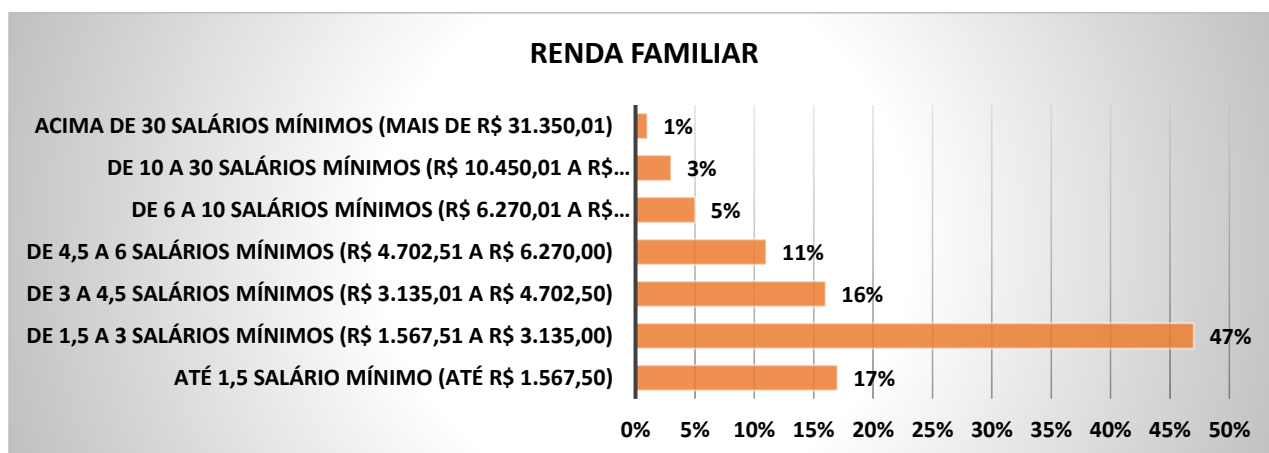 RENDA FAMILIAR
ACIMA DE 30 SALÁRIOS MÍNIMOS (MAIS DE R$ 31.350,01)
1%
DE 10 A 30 SALÁRIOS MÍNIMOS (R$ 10.450,01 A R$...
3%
DE 6 A 10 SALÁRIOS MÍNIMOS (R$ 6.270,01 A R$...
5%
DE 4,5 A 6 SALÁRIOS MÍNIMOS (R$ 4.702,51 A R$ 6.270,00)
11%
DE 3 A 4,5 SALÁRIOS MÍNIMOS (R$ 3.135,01 A R$ 4.702,50)
16%
DE 1,5 A 3 SALÁRIOS MÍNIMOS (R$ 1.567,51 A R$ 3.135,00)
47%
ATÉ 1,5 SALÁRIO MÍNIMO (ATÉ R$ 1.567,50)
17%
0% 5% 10% 15% 20% 25% 30% 35% 40% 45% 50%